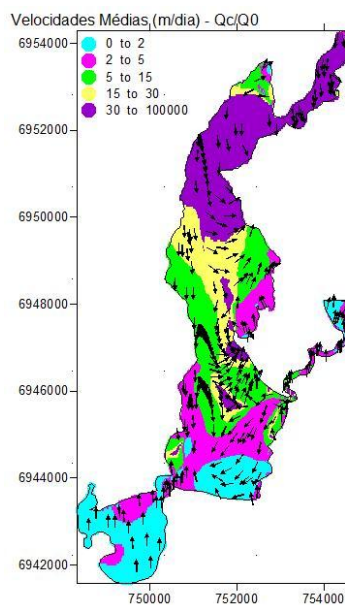 Velocidades Médias (m/dia) - Qc/Q0
6954000
0 to 2
2 to 5
5 to 15
15 to 30
30 to 100000
6952000
6950000
6948000
6946000
6944000
6942000
750000 752000 754000